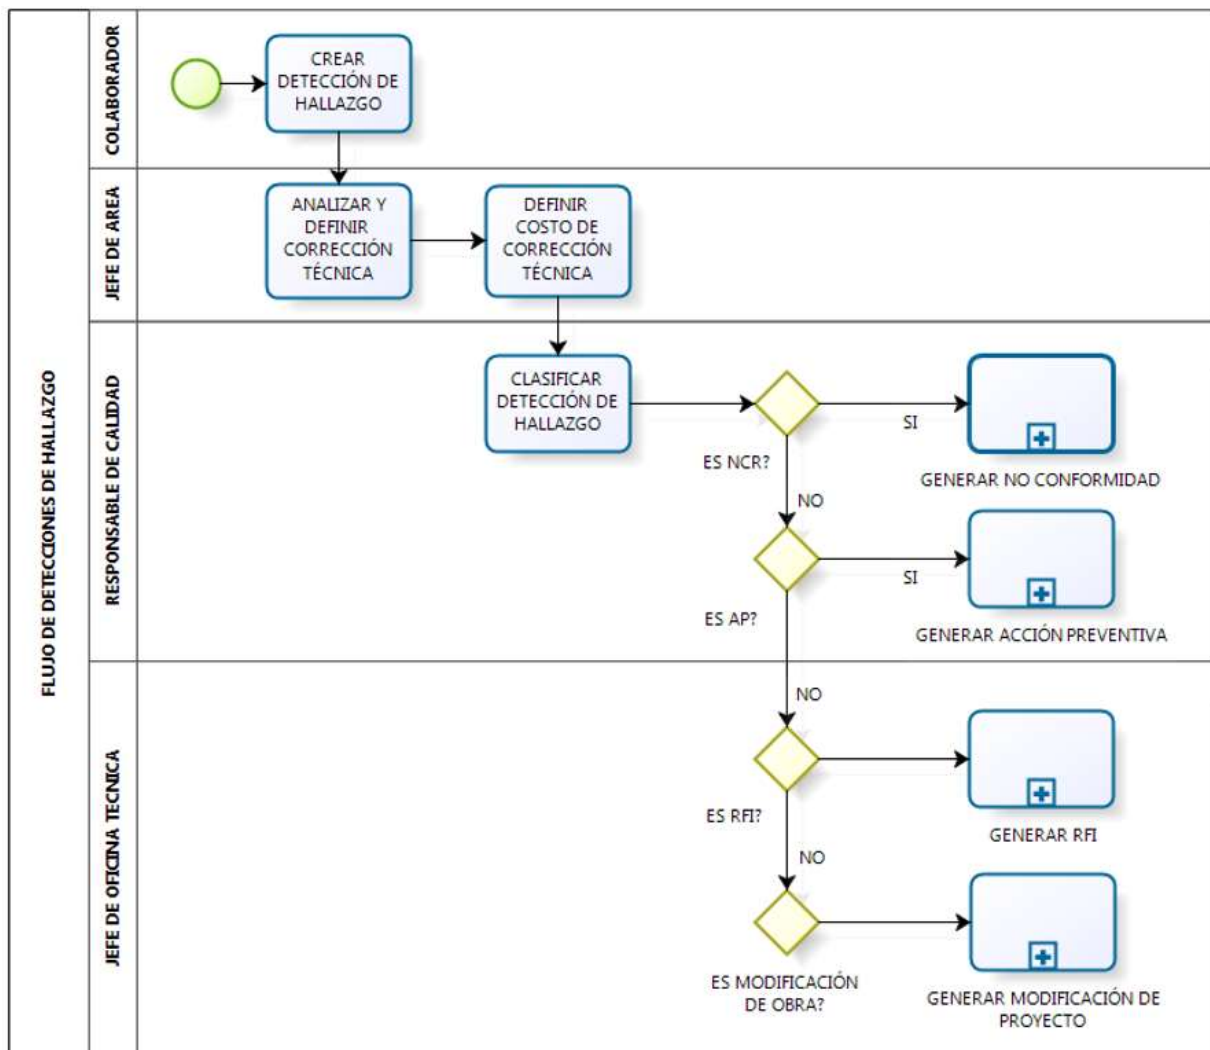 FLUJO DE DETECCIONES DE HALLAZGO
COLABORADOR
CREAR
DETECCIÓN DE
HALLAZGO
JEFE DE AREA
ANALIZAR Y
DEFINIR
CORRECCIÓN
TÉCNICA
DEFINIR
COSTO DE
CORRECCIÓN
TÉCNICA
RESPONSABLE DE CALIDAD
CLASIFICAR
DETECCIÓN DE
HALLAZGO
ES NCR?
SI
GENERAR NO CONFORMIDAD
NO
ES AP?
SI
GENERAR ACCIÓN PREVENTIVA
JEFE DE OFICINA TECNICA
NO
ES RFI?
GENERAR RFI
NO
ES MODIFICACIÓN
DE OBRA?
GENERAR MODIFICACIÓN DE
PROYECTO